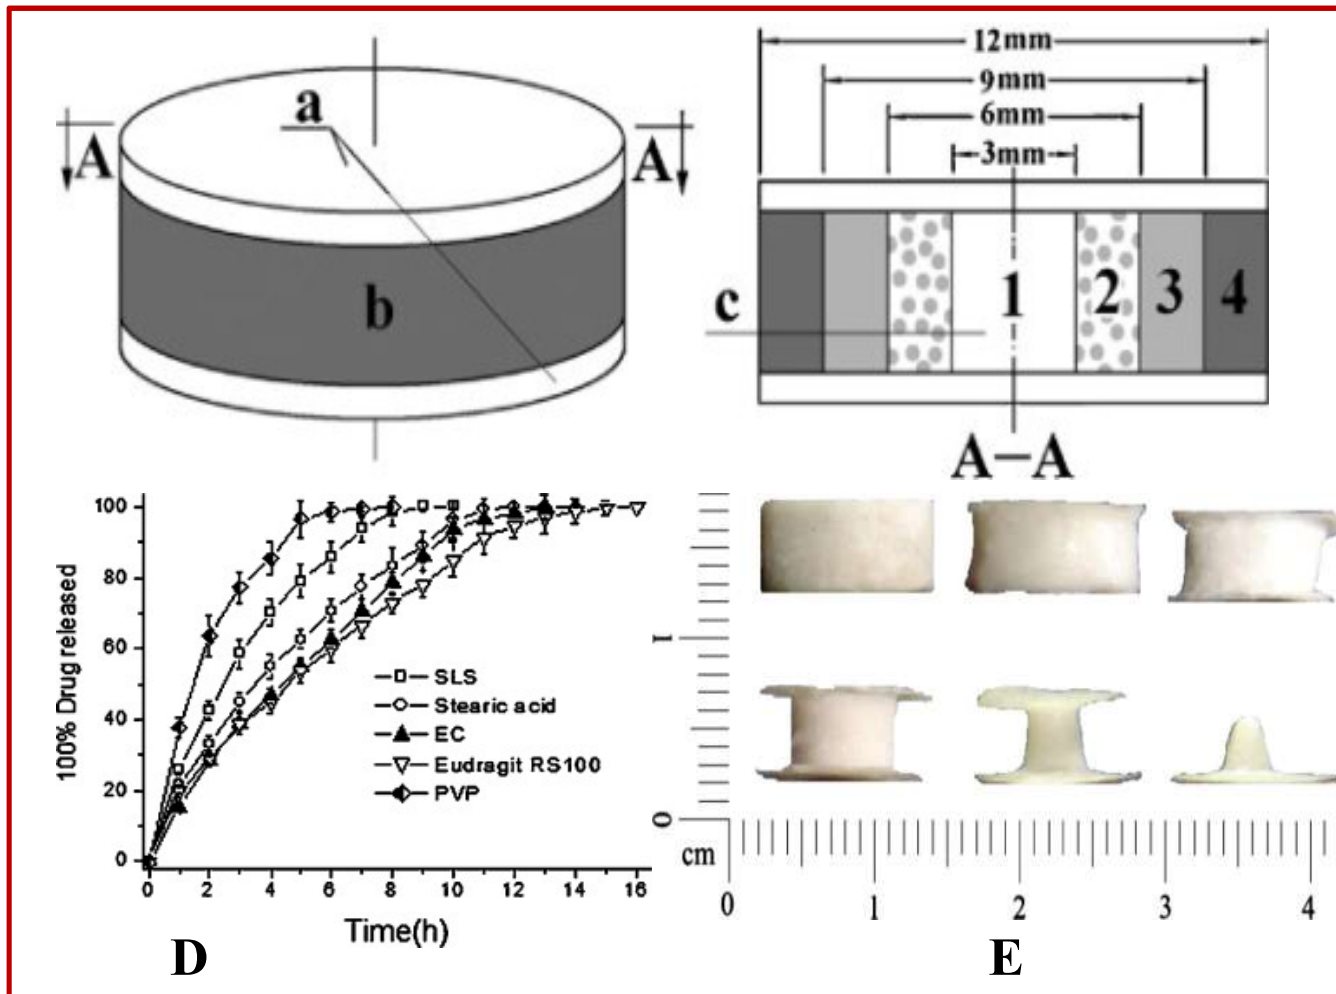 a
A
A
b
12mm
9mm
6mm
3mm
c
1
2
3
4
A—A
100% Drug released
100
80
60
40
20
0
SLS
Stearic acid
EC
Eudragit RS100
PVP
0 2 4 6 8 10 12 14 16
Time(h)
D
1
0
cm
0 1 2 3 4
E